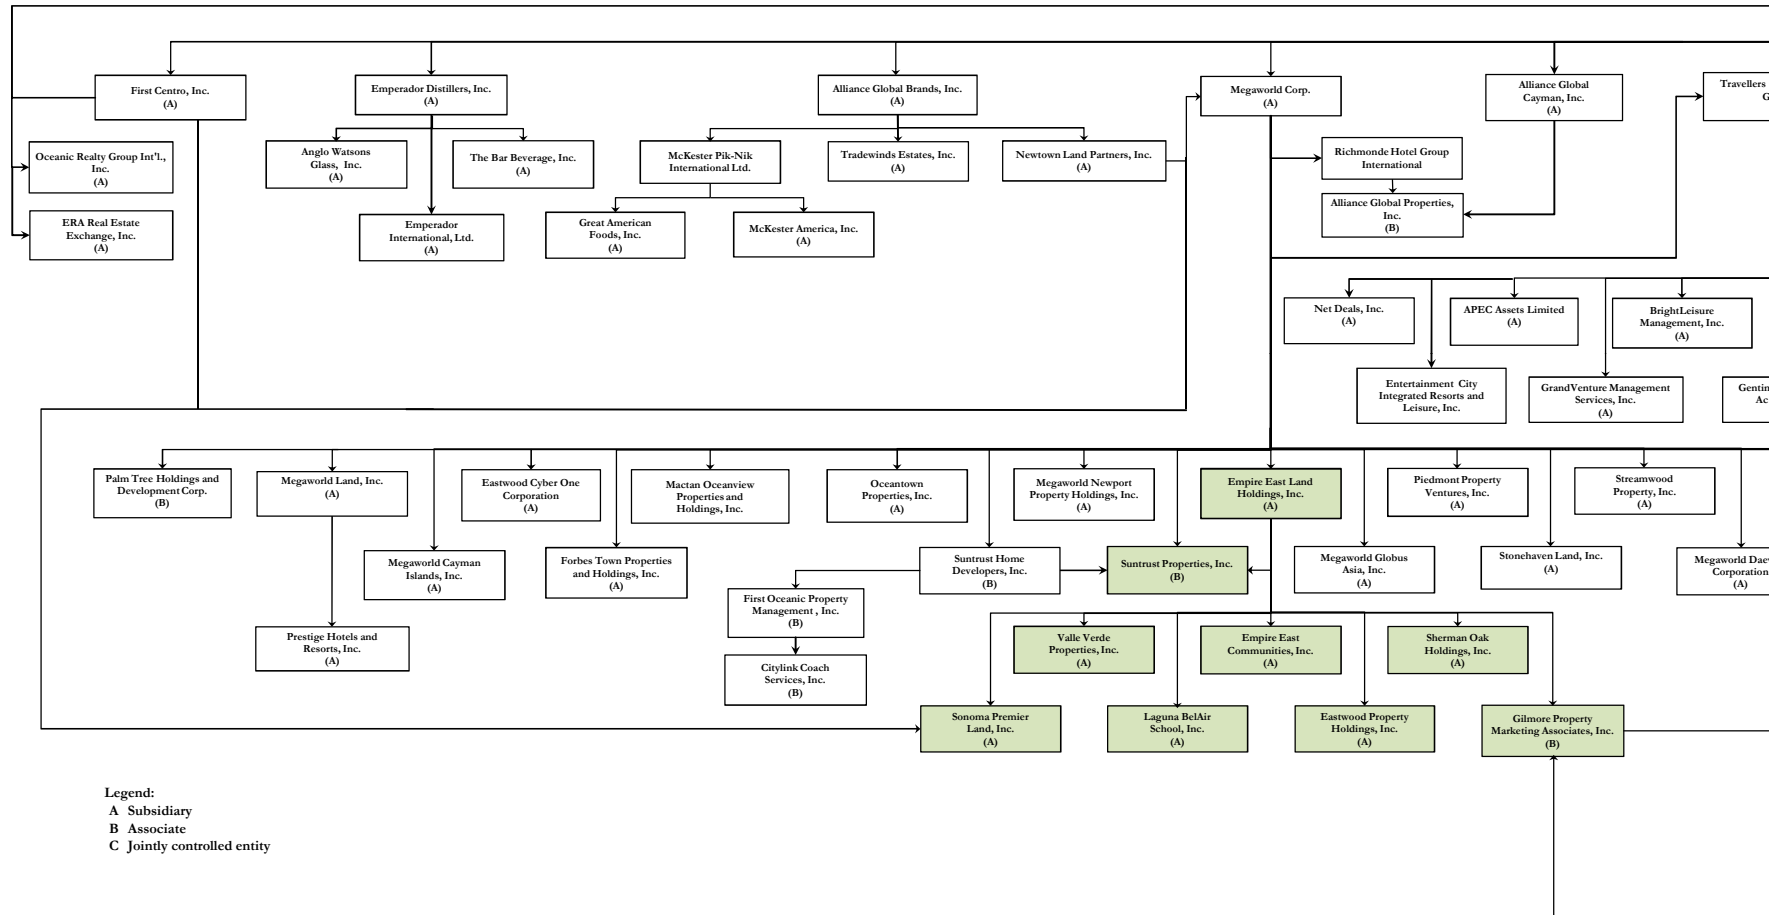 First Centro, Inc.
(A)
Emperador Distillers, Inc.
(A)
Alliance Global Brands, Inc.
(A)
Megaworld Corp.
(A)
Alliance Global
Cayman, Inc.
(A)
Travellers
G
Oceanic Realty Group Int'l.,
Inc.
(A)
Anglo Watsons
Glass, Inc.
(A)
The Bar Beverage, Inc.
(A)
McKester Pik-Nik
International Ltd.
Tradewinds Estates, Inc.
(A)
Newtown Land Partners, Inc.
(A)
Richmonde Hotel Group
International
ERA Real Estate
Exchange, Inc.
(A)
Emperador
International, Ltd.
(A)
Great American
Foods, Inc.
(A)
McKester America, Inc.
(A)
Alliance Global Properties,
Inc.
(B)
Net Deals, Inc.
(A)
APEC Assets Limited
(A)
BrightLeisure
Management, Inc.
(A)
Entertainment City
Integrated Resorts and
Leisure, Inc.
GrandVenture Management
Services, Inc.
(A)
Gentin
Ac
Palm Tree Holdings and
Development Corp.
(B)
Megaworld Land, Inc.
(A)
Eastwood Cyber One
Corporation
(A)
Mactan Oceanview
Properties and
Holdings, Inc.
Oceantown
Properties, Inc.
(A)
Megaworld Newport
Property Holdings, Inc.
(A)
Empire East Land
Holdings, Inc.
(A)
Piedmont Property
Ventures, Inc.
(A)
Streamwood
Property, Inc.
(A)
Megaworld Cayman
Islands, Inc.
(A)
Forbes Town Properties
and Holdings, Inc.
(A)
Suntrust Home
Developers, Inc.
(B)
Suntrust Properties, Inc.
(B)
Megaworld Globus
Asia, Inc.
(A)
Stonehaven Land, Inc.
(A)
Megaworld Daew
Corporation
(A)
First Oceanic Property
Management , Inc.
(B)
Prestige Hotels and
Resorts, Inc.
(A)
Valle Verde
Properties, Inc.
(A)
Empire East
Communities, Inc.
(A)
Sherman Oak
Holdings, Inc.
(A)
Citylink Coach
Services, Inc.
(B)
Sonoma Premier
Land, Inc.
(A)
Laguna BelAir
School, Inc.
(A)
Eastwood Property
Holdings, Inc.
(A)
Gilmore Property
Marketing Associates, Inc.
(B)
Legend:
A Subsidiary
B Associate
C Jointly controlled entity